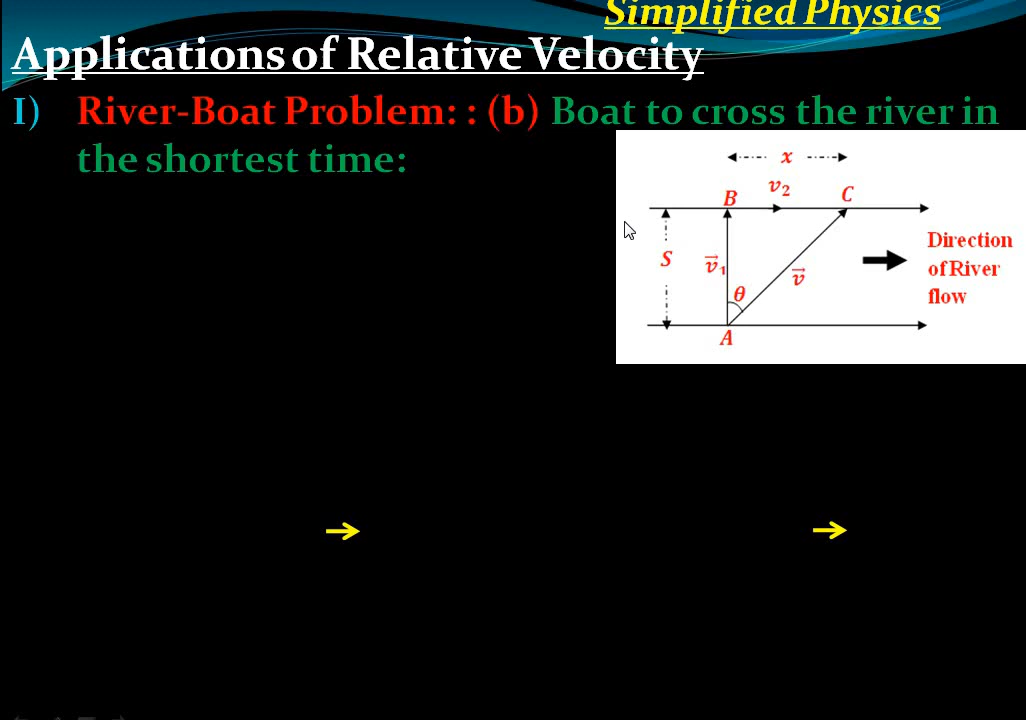 Simplified Physics
Applications of Relative Velocity
I) River-Boat Problem: : (b) Boat to cross the river in
the shortest time:
x
B v₂ C
S v⃗₁ θ v⃗
Direction
of River
flow
A